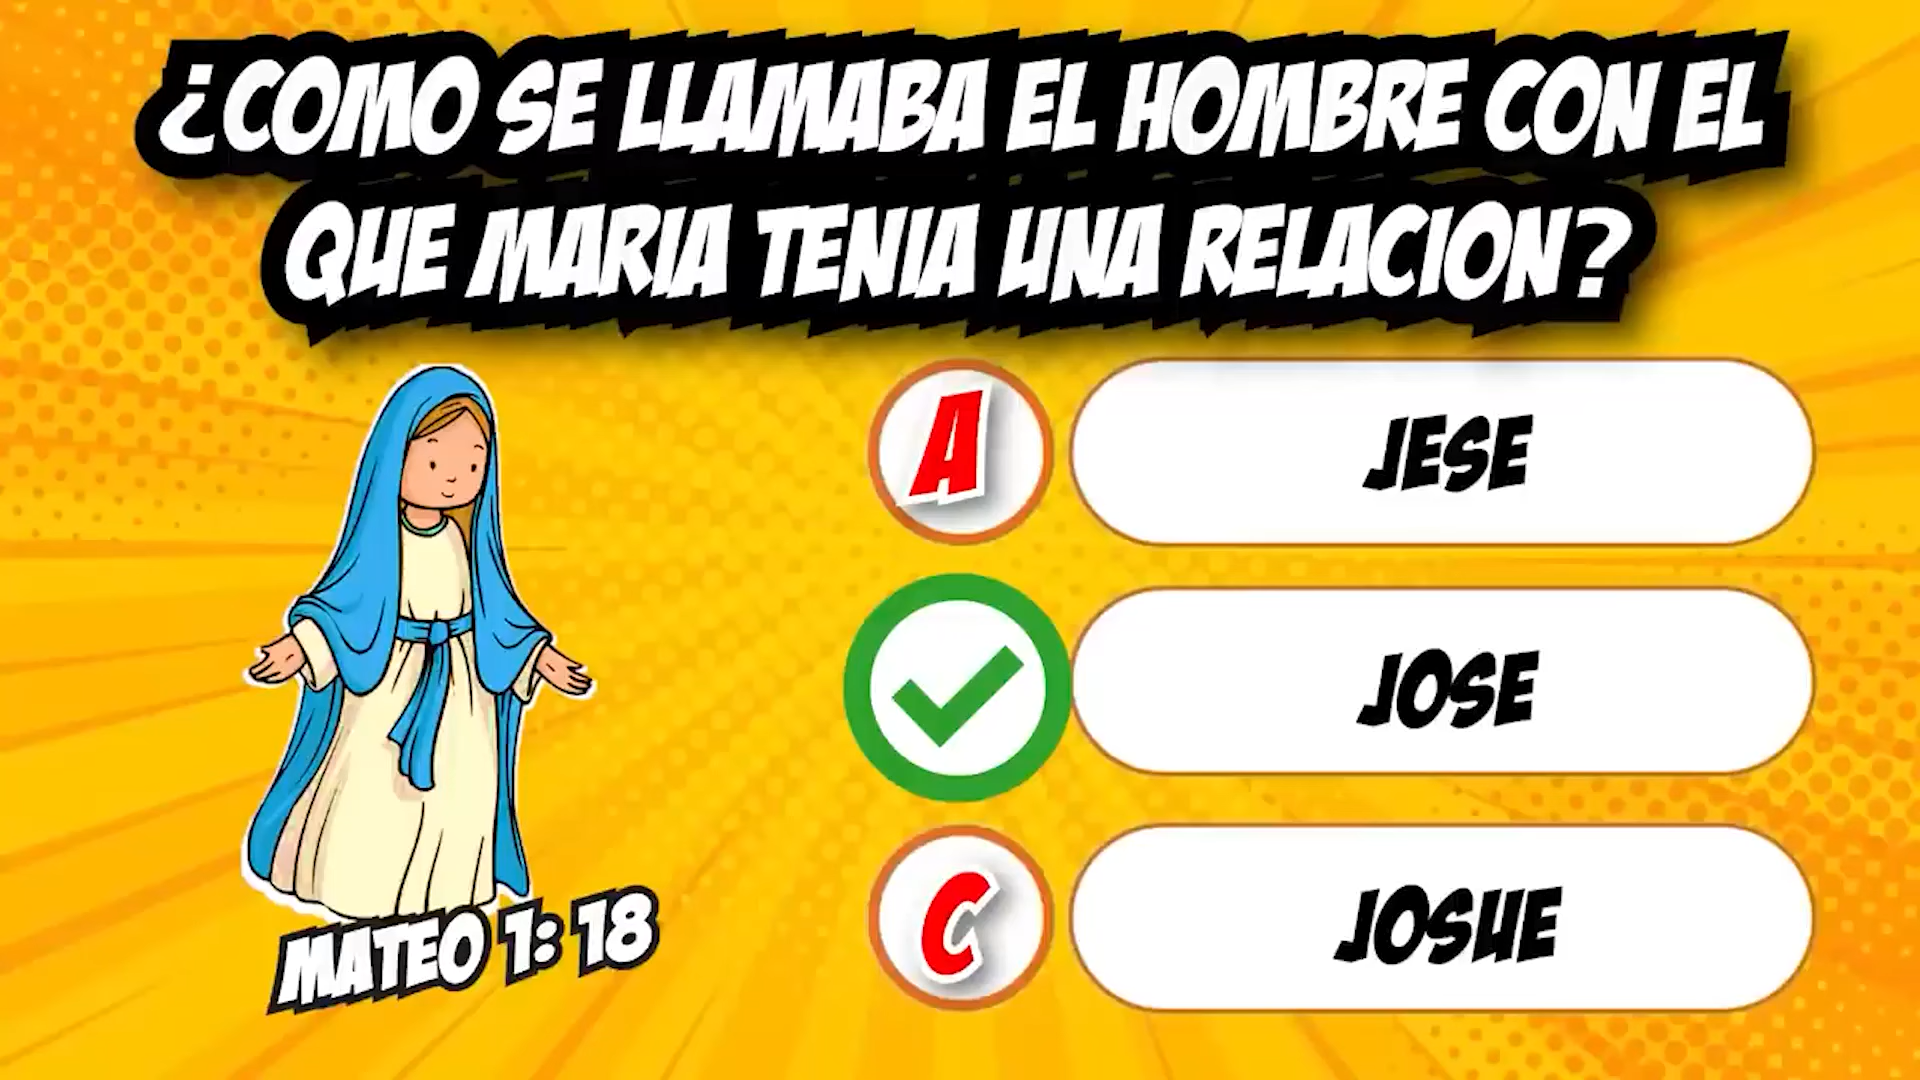 ¿COMO SE LLAMABA EL HOMBRE CON EL
QUE MARIA TENIA UNA RELACION?
A JESE
JOSE
C JOSUE
MATEO 1: 18